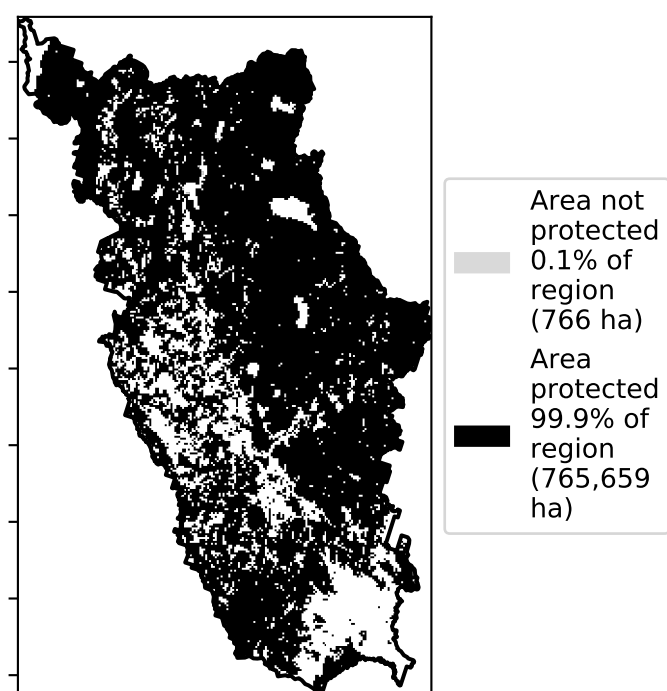 Area not
protected
0.1% of
region
(766 ha)
Area
protected
99.9% of
region
(765,659
ha)